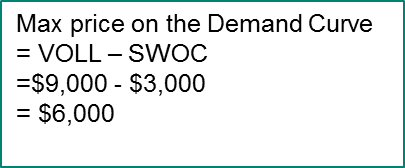 Max price on the Demand Curve
= VOLL – SWOC
=$9,000 - $3,000
= $6,000